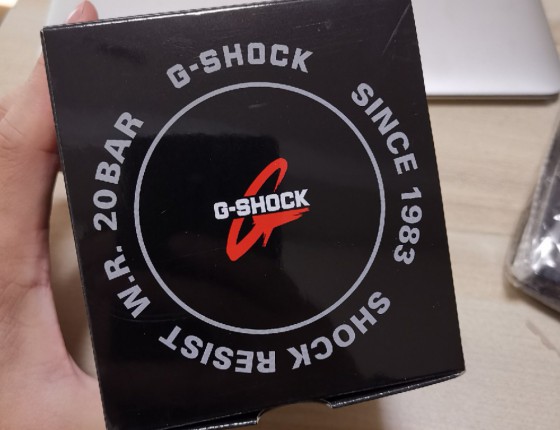 G-SHOCK
SINCE 1983
SHOCK RESIST
W.R. 20BAR
G-SHOCK